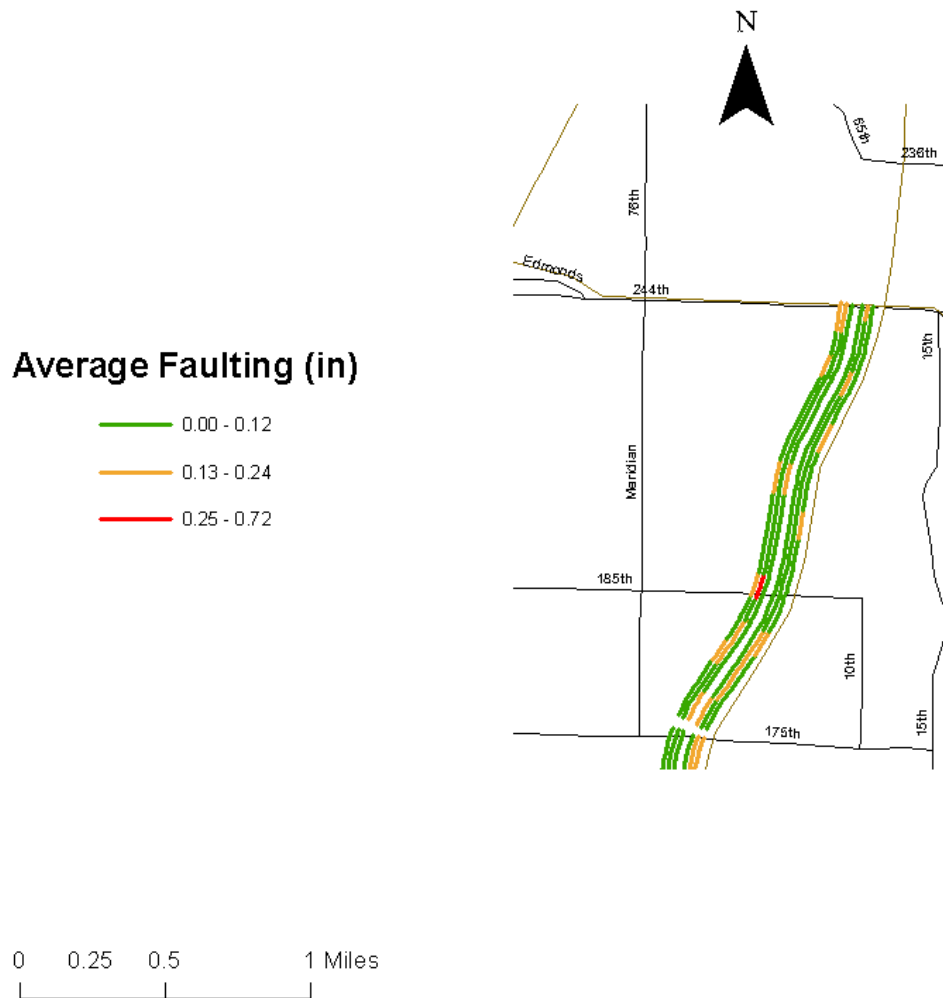 N
65th
236th
76th
Edmonds
244th
15th
Average Faulting (in)
0.00 - 0.12
0.13 - 0.24
0.25 - 0.72
Meridian
185th
10th
15th
175th
0 0.25 0.5 1 Miles